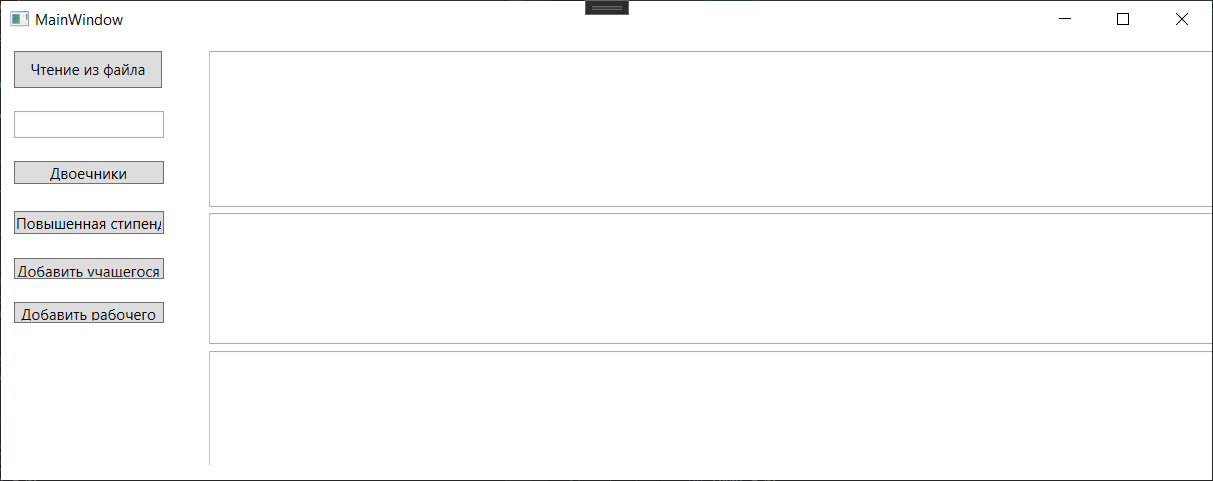 MainWindow
Чтение из файла
Двоечники
Повышенная стипенд
Добавить учащегося
Добавить рабочего